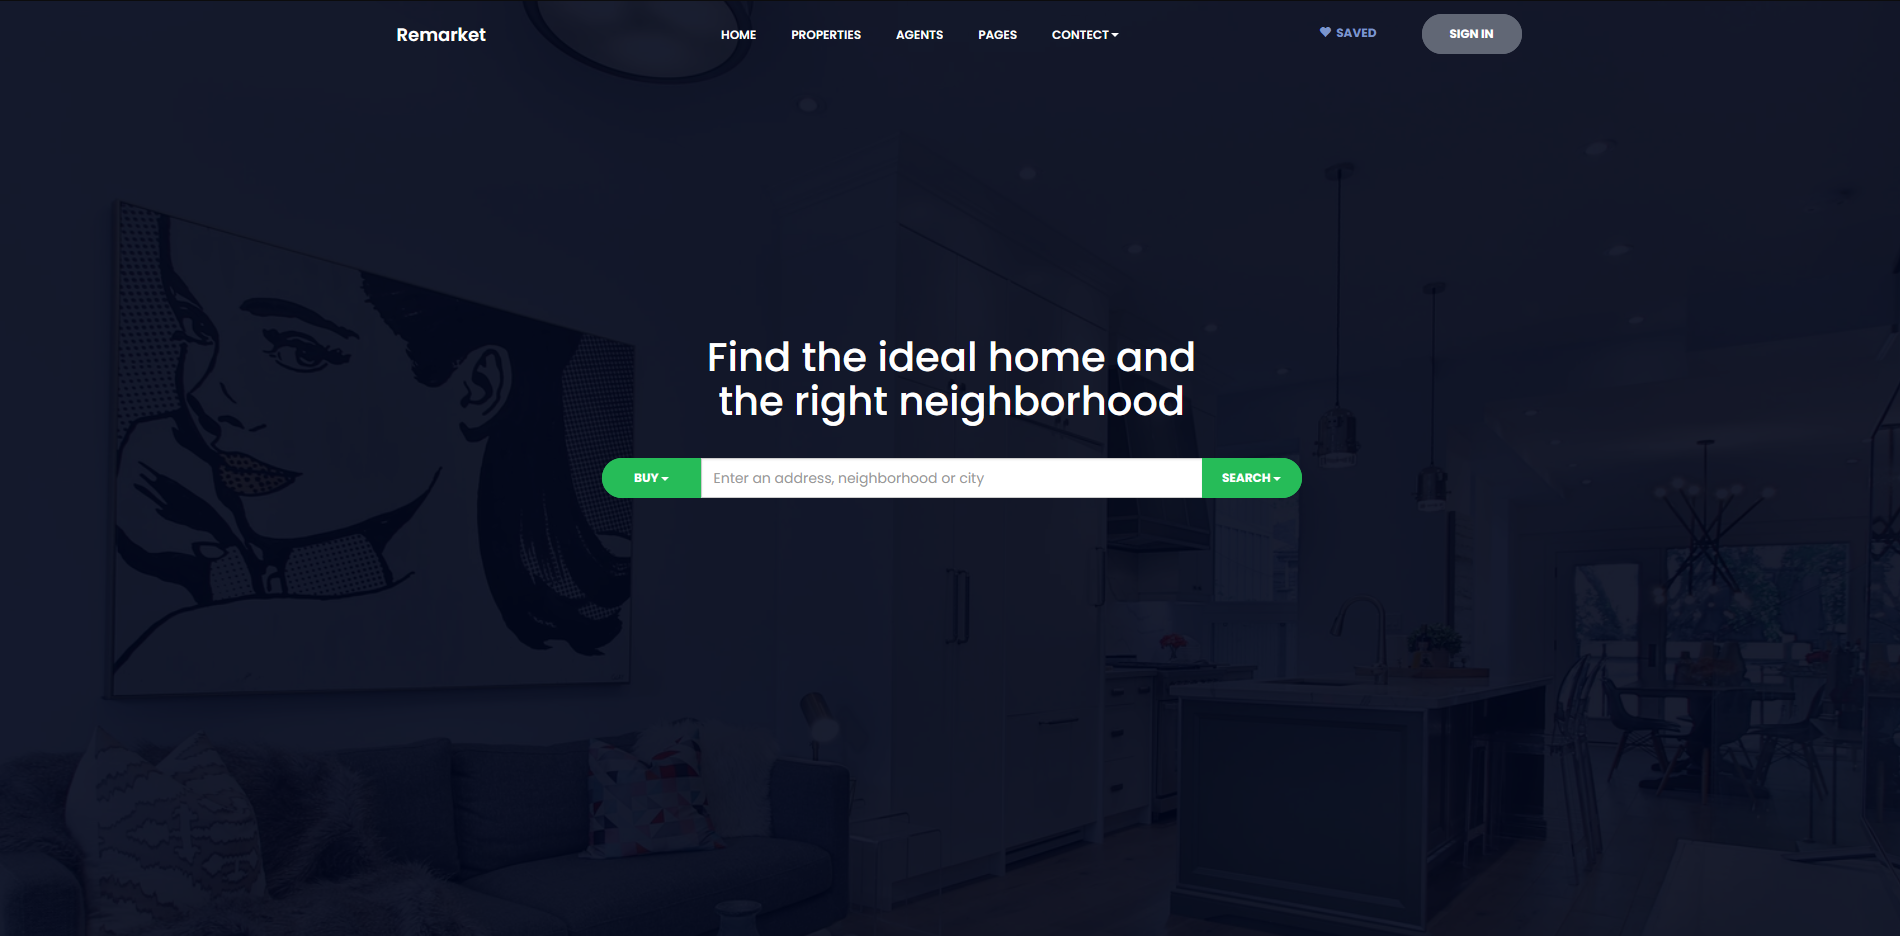 Remarket
HOME PROPERTIES AGENTS PAGES CONTECT
SAVED
SIGN IN
Find the ideal home and
the right neighborhood
BUY
Enter an address, neighborhood or city
SEARCH